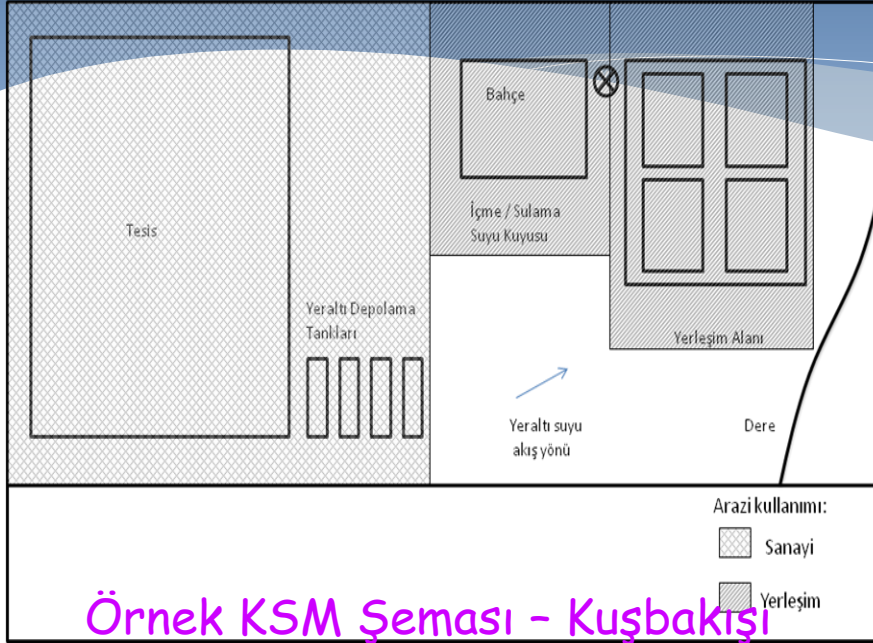 Bahçe
Tesis
İçme / Sulama
Suyu Kuyusu
Yeraltı Depolama
Tankları
Yerleşim Alanı
Yeraltı suyu
akış yönü
Dere
Arazi kullanımı:
Sanayi
Yerleşim
Örnek KSM Şeması - Kuşbakışı